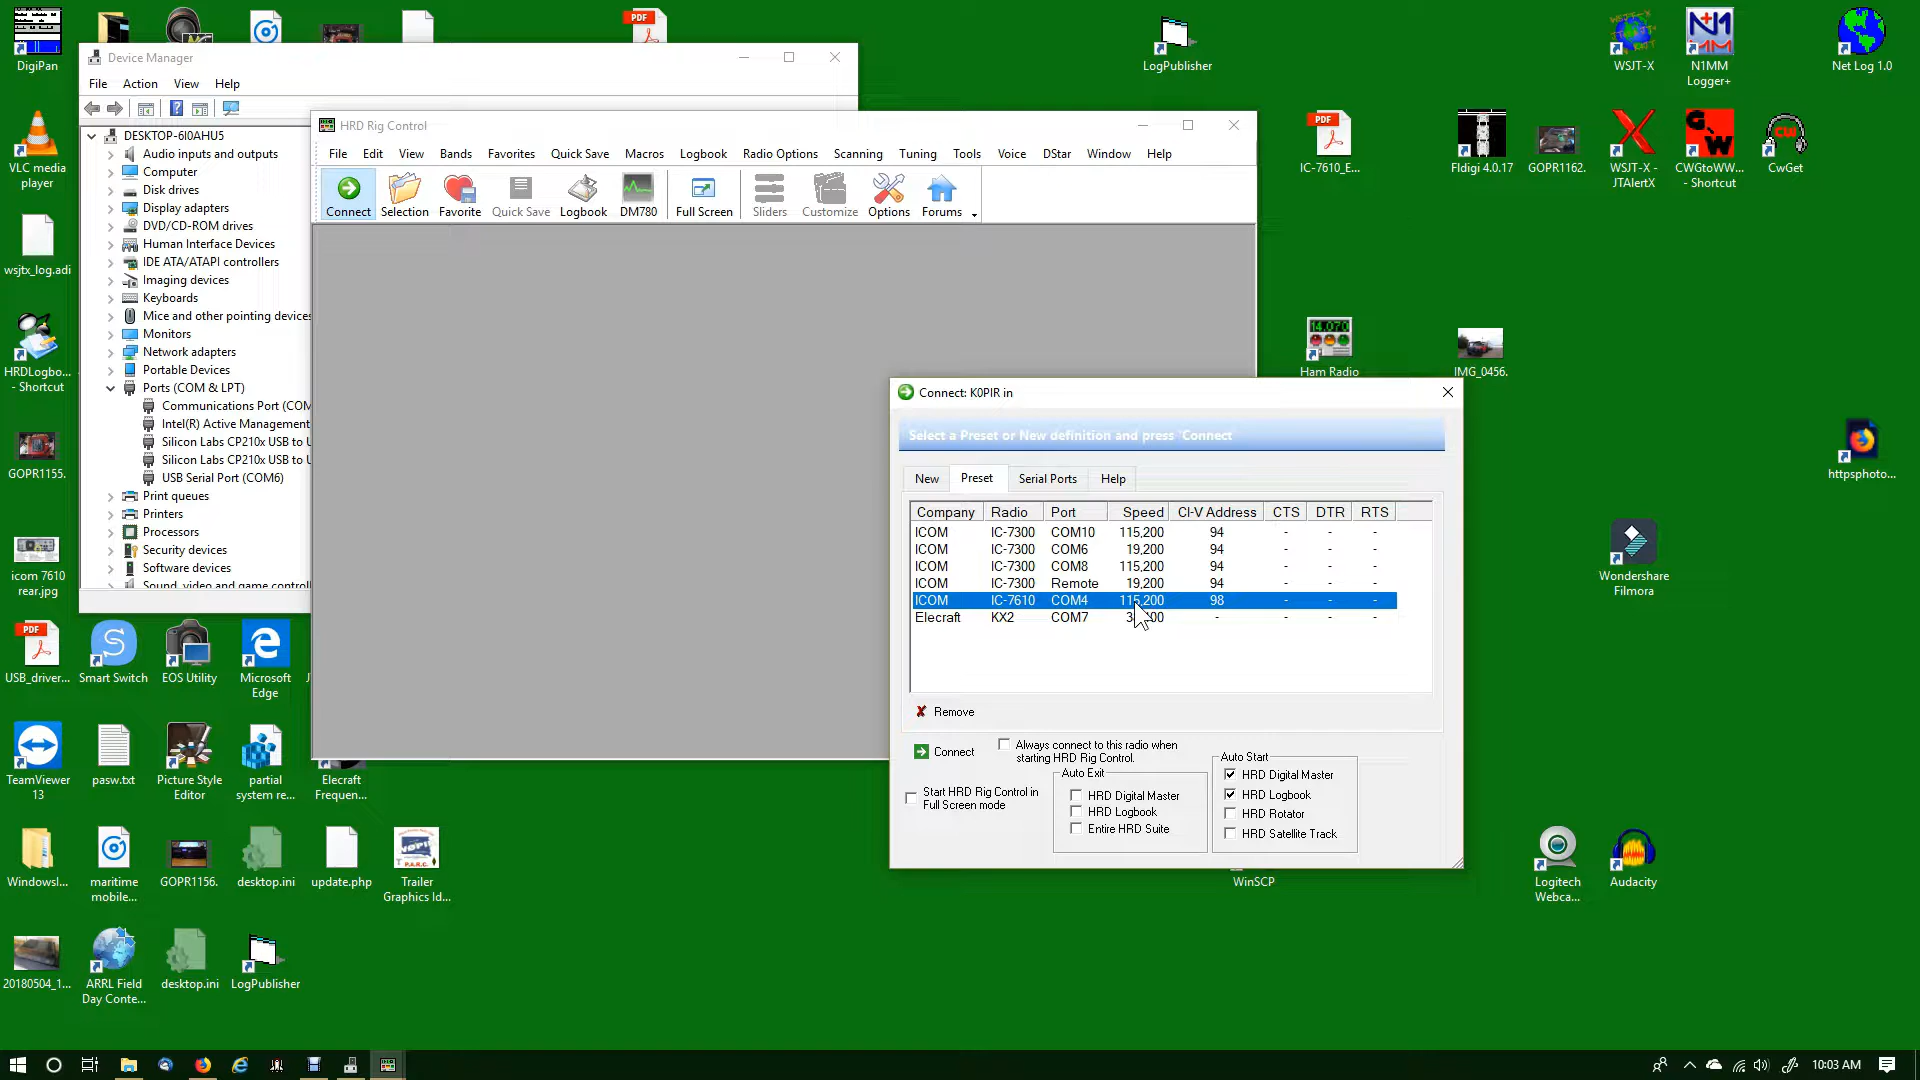 DigiPan
VLC media
player
wsjtx_log.adi
HRDLogbo...
- Shortcut
GOPR1155.
icom 7610
rear.jpg
Device Manager
File Action View Help
DESKTOP-6I0AHU5
Audio inputs and outputs
Computer
Disk drives
Display adapters
DVD/CD-ROM drives
Human Interface Devices
IDE ATA/ATAPI controllers
Imaging devices
Keyboards
Mice and other pointing devices
Monitors
Network adapters
Portable Devices
Ports (COM & LPT)
Communications Port (COM
Intel(R) Active Management
Silicon Labs CP210x USB to U
Silicon Labs CP210x USB to U
USB Serial Port (COM6)
Print queues
Printers
Processors
Security devices
Software devices
Sound, video and game control
HRD Rig Control
File Edit View Bands Favorites Quick Save Macros Logbook Radio Options Scanning Tuning Tools Voice DStar Window Help
Connect Selection Favorite Quick Save Logbook DM780 Full Screen Sliders Customize Options Forums
Connect: K0PIR in
Select a Preset or New definition and press 'Connect
New Preset Serial Ports Help
Company Radio Port Speed CI-V Address CTS DTR RTS
ICOM IC-7300 COM10 115,200 94 - - -
ICOM IC-7300 COM6 19,200 94 - - -
ICOM IC-7300 COM8 115,200 94 - - -
ICOM IC-7300 Remote 19,200 94 - - -
ICOM IC-7610 COM4 115,200 98 - - -
Elecraft KX2 COM7 - - - -
Remove
Connect
Always connect to this radio when
starting HRD Rig Control.
Start HRD Rig Control in
Full Screen mode
Auto Exit
HRD Digital Master
HRD Logbook
Entire HRD Suite
Auto Start
HRD Digital Master
HRD Logbook
HRD Rotator
HRD Satellite Track
LogPublisher
WSJT-X
N1MM
Logger+
Net Log 1.0
PDF
IC-7610_E...
Fldigi 4.0.17
GOPR1162.
WSJT-X -
JTAlertX
CWGtoWW...
- Shortcut
CW
CwGet
14.070
Ham Radio
IMG_0456.
httpsphoto...
Wondershare
Filmora
PDF
PDF
USB_driver...
Smart Switch
EOS Utility
Microsoft
Edge
TeamViewer
13
pasw.txt
Picture Style
Editor
partial
system re...
Elecraft
Frequen...
Windowsl...
maritime
mobile...
GOPR1156.
desktop.ini
update.php
Trailer
Graphics Id...
20180504_1...
ARRL Field
Day Conte...
desktop.ini
LogPublisher
WinSCP
Logitech
Webca...
Audacity
10:03 AM